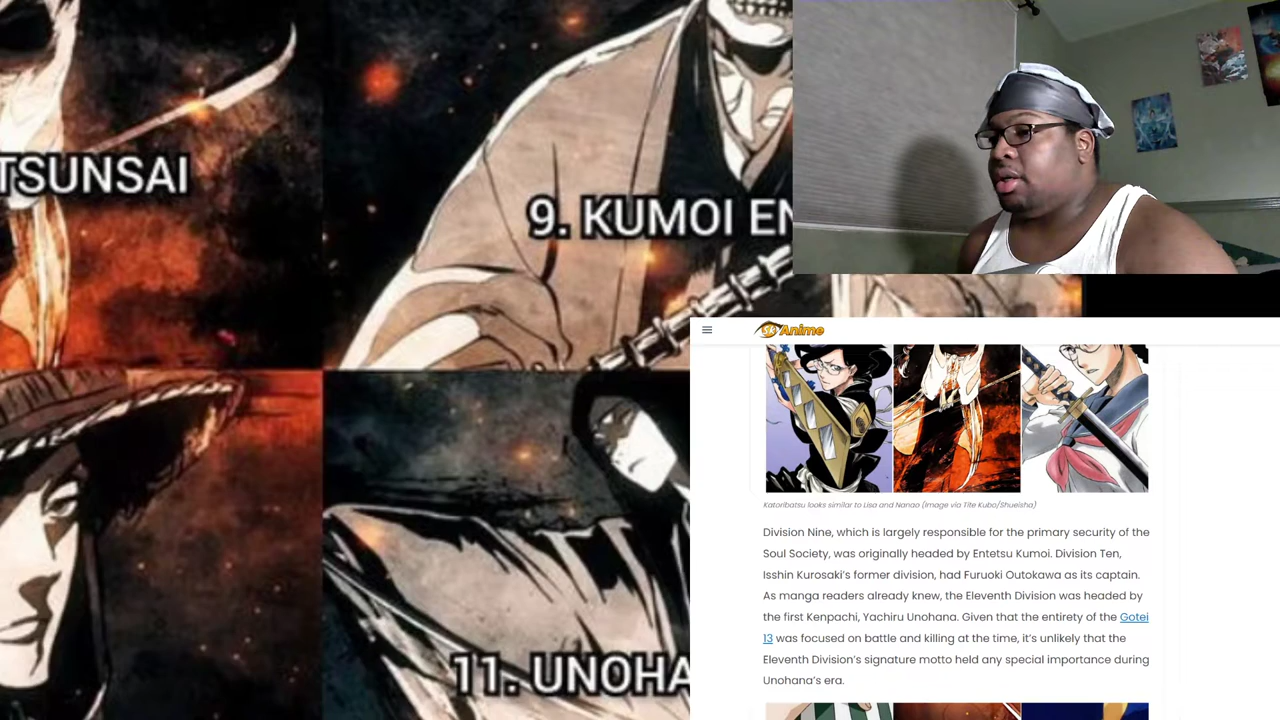 TSUNSAI
9. KUMOI EN
11. UNOHA
SK Anime
Katoribatsu looks similar to Lisa and Nanao (Image via Tite Kubo/Shueisha)
Division Nine, which is largely responsible for the primary security of the
Soul Society, was originally headed by Entetsu Kumoi. Division Ten,
Isshin Kurosaki's former division, had Furuoki Outokawa as its captain.
As manga readers already knew, the Eleventh Division was headed by
the first Kenpachi, Yachiru Unohana. Given that the entirety of the Gotei
13 was focused on battle and killing at the time, it's unlikely that the
Eleventh Division's signature motto held any special importance during
Unohana's era.